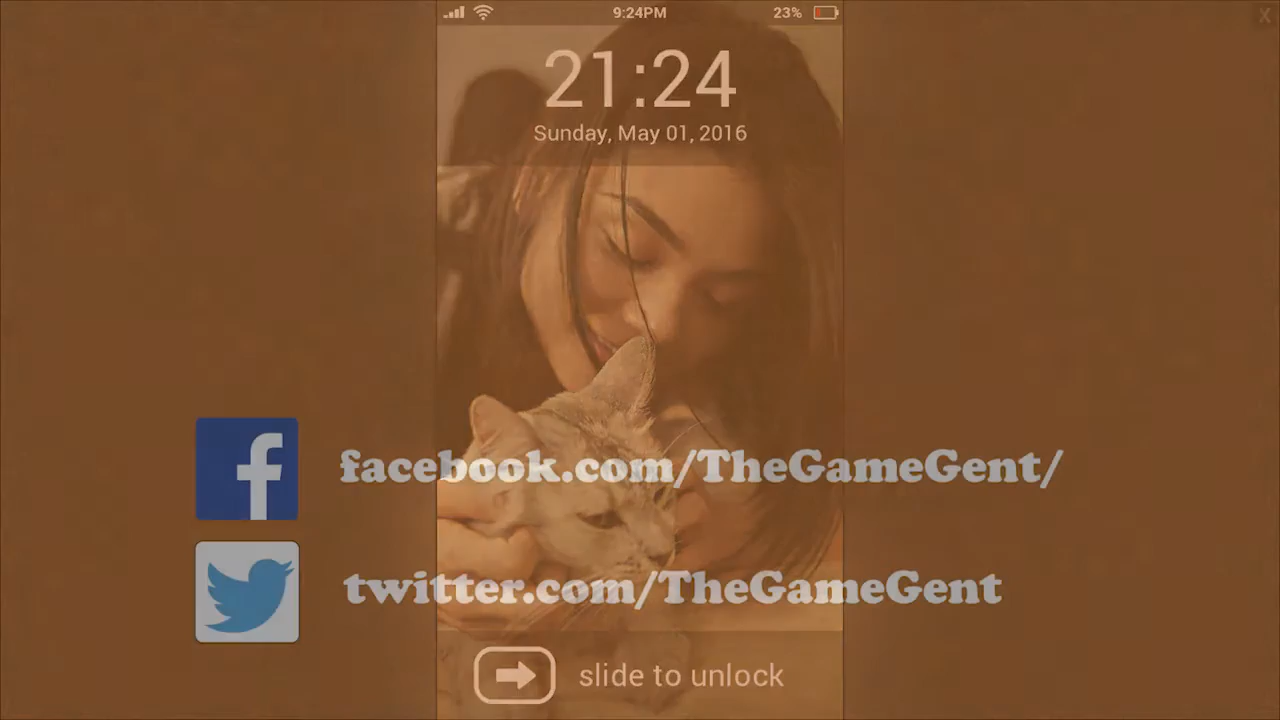 9:24PM
23%
X
21:24
Sunday, May 01, 2016
facebook.com/TheGameGent/
twitter.com/TheGameGent
slide to unlock